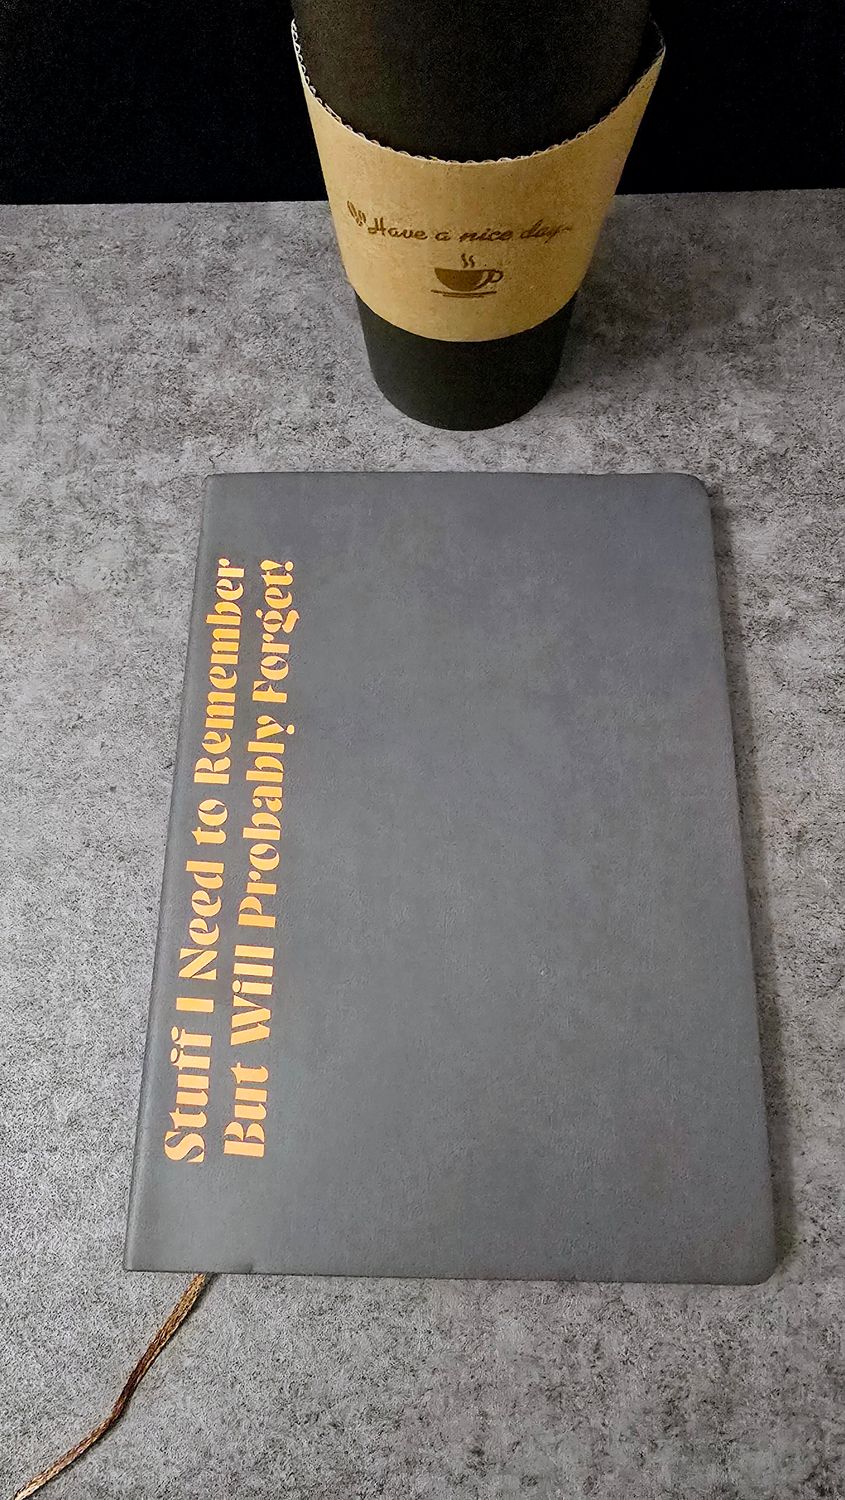 Have a nice day~
Stuff I Need to Remember
But Will Probably Forget!